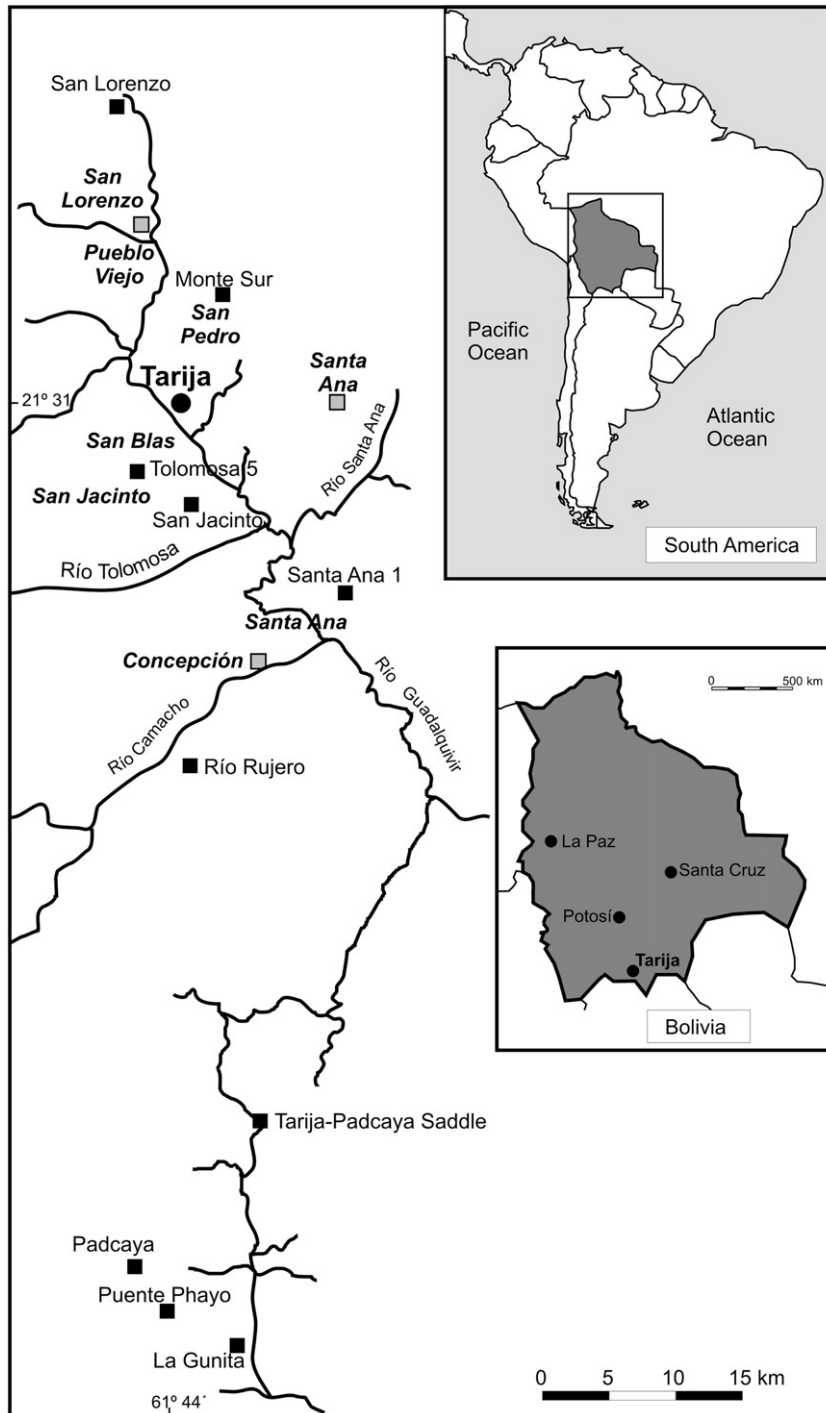 San Lorenzo
San
Lorenzo
Pueblo
Viejo
Monte Sur
San
Pedro
Tarija
Santa
Ana
21º 31
San Blas
Tolomosa 5
San Jacinto
San Jacinto
Río Santa Ana
Río Tolomosa
Santa Ana 1
Santa Ana
Concepción
Río Guadalquivir
Río Camacho
Río Rujero
Tarija-Padcaya Saddle
Padcaya
Puente Phayo
La Gunita
61º 44´
0 5 10 15 km
Pacific
Ocean
Atlantic
Ocean
South America
0 500 km
La Paz
Santa Cruz
Potosí
Tarija
Bolivia